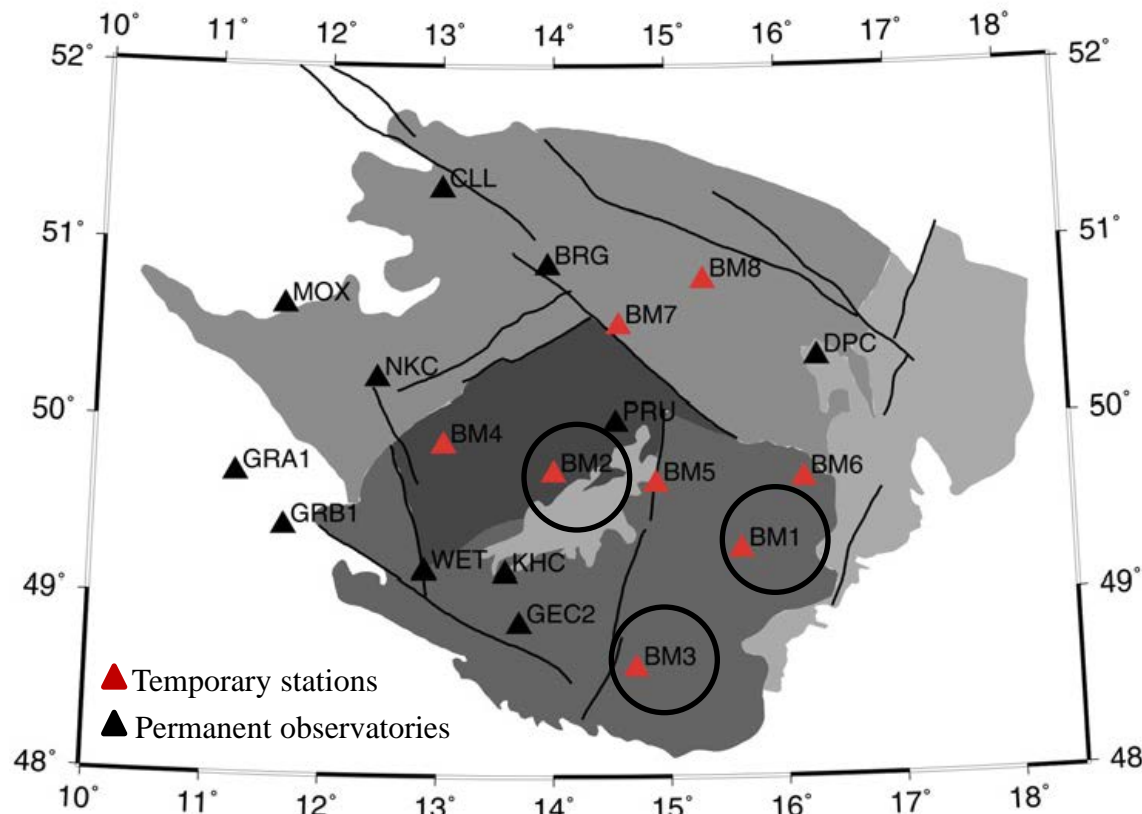 10° 11° 12° 13° 14° 15° 16° 17° 18°
52° 52°
CLL
51° 51°
BRG
BM8
MOX
BM7
DPC
NKC
50° 50°
PRU
BM4
GRA1 BM2 BM5 BM6
GRB1
BM1
WET KHC
49° 49°
GEC2
BM3
Temporary stations
Permanent observatories
48° 48°
10° 11° 12° 13° 14° 15° 16° 17° 18°